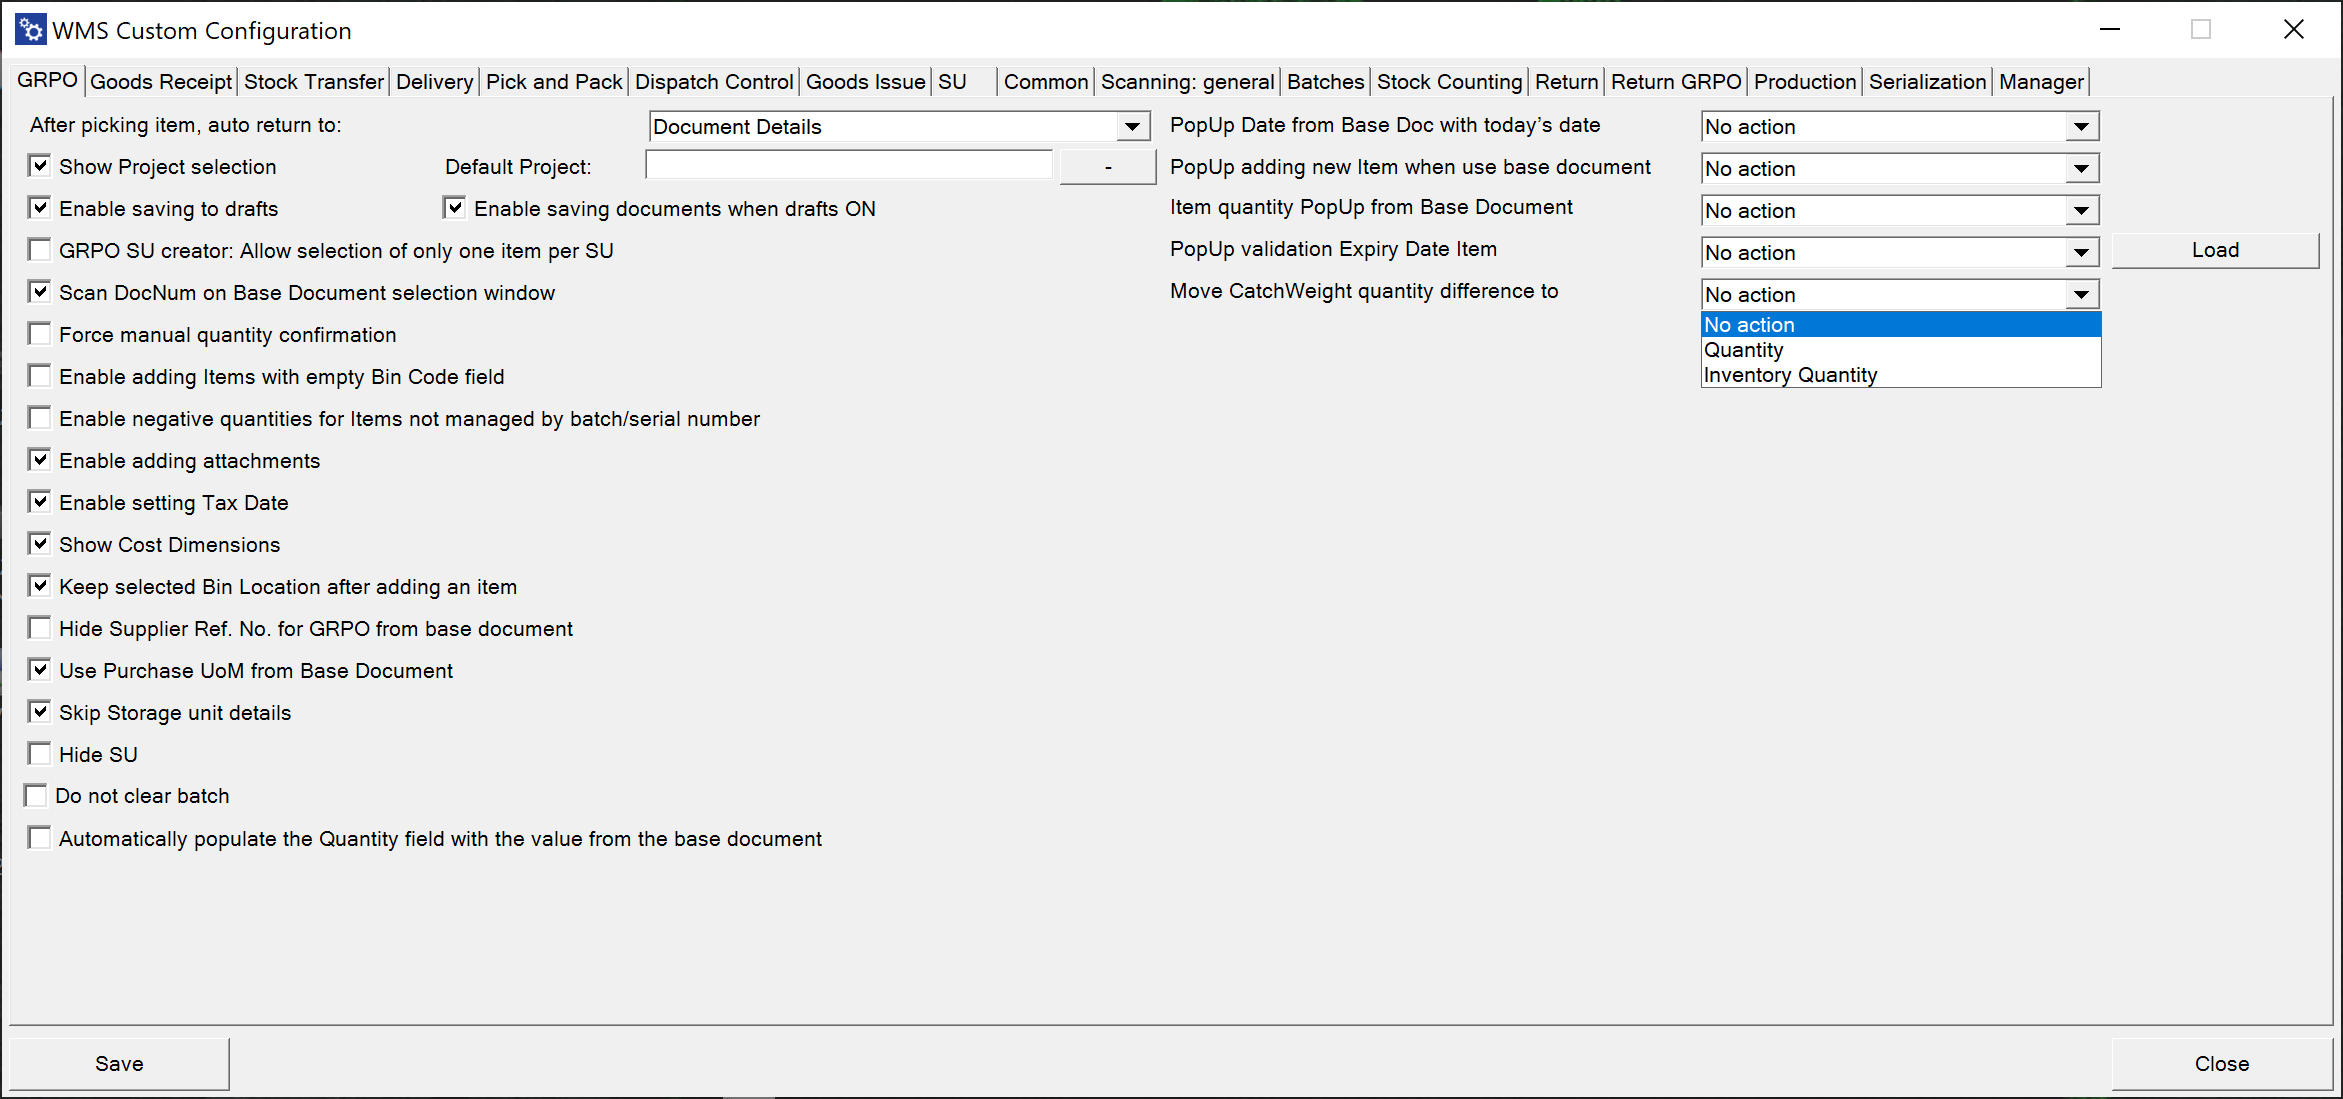 WMS Custom Configuration
GRPO Goods Receipt Stock Transfer Delivery Pick and Pack Dispatch Control Goods Issue SU Common Scanning: general Batches Stock Counting Return Return GRPO Production Serialization Manager
After picking item, auto return to: Document Details
Show Project selection Default Project: -
Enable saving to drafts Enable saving documents when drafts ON
GRPO SU creator: Allow selection of only one item per SU
Scan DocNum on Base Document selection window
Force manual quantity confirmation
Enable adding Items with empty Bin Code field
Enable negative quantities for Items not managed by batch/serial number
Enable adding attachments
Enable setting Tax Date
Show Cost Dimensions
Keep selected Bin Location after adding an item
Hide Supplier Ref. No. for GRPO from base document
Use Purchase UoM from Base Document
Skip Storage unit details
Hide SU
Do not clear batch
Automatically populate the Quantity field with the value from the base document
PopUp Date from Base Doc with today's date No action
PopUp adding new Item when use base document No action
Item quantity PopUp from Base Document No action
PopUp validation Expiry Date Item No action Load
Move CatchWeight quantity difference to No action
No action
Quantity
Inventory Quantity
Save Close